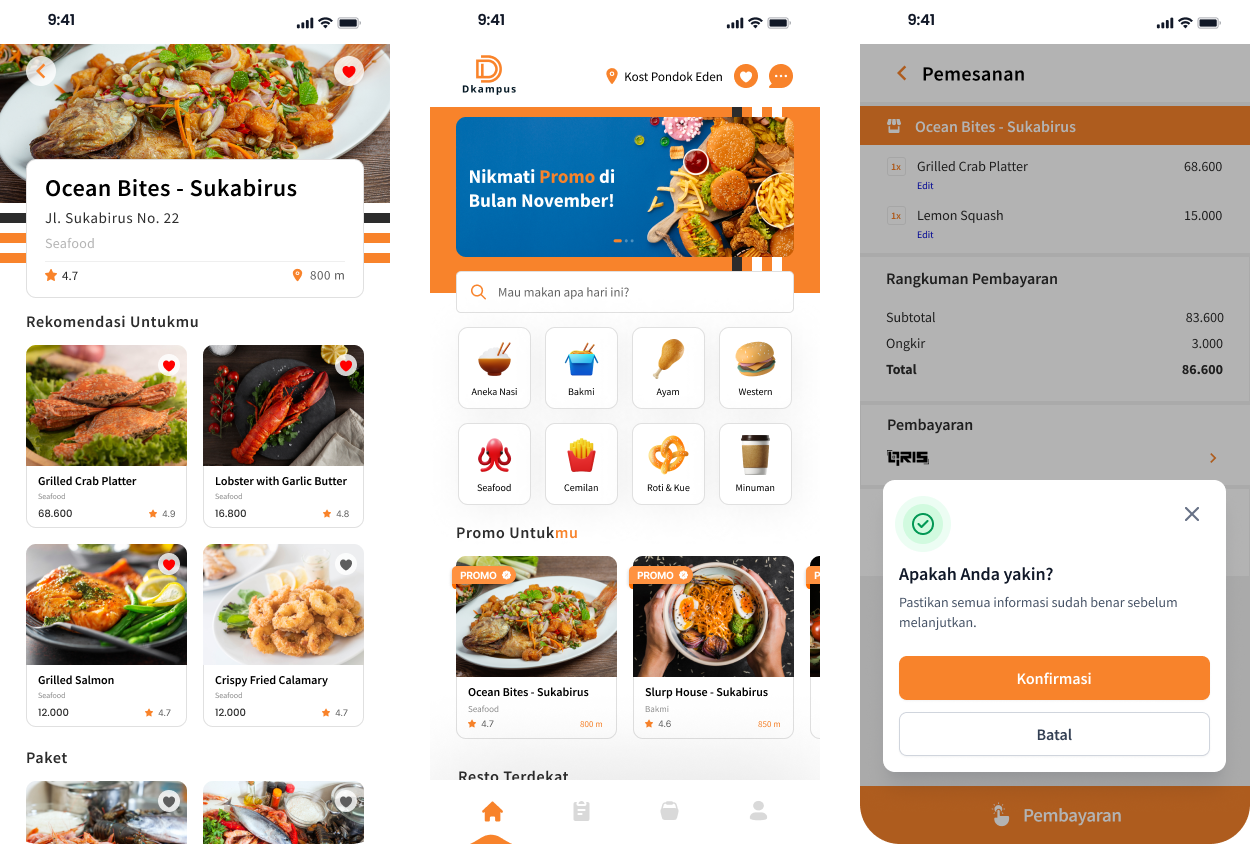 9:41
Ocean Bites - Sukabirus
Jl. Sukabirus No. 22
Seafood
4.7
800 m
Rekomendasi Untukmu
Grilled Crab Platter
Seafood
68.600
4.9
Lobster with Garlic Butter
Seafood
16.800
4.8
Grilled Salmon
Seafood
12.000
4.7
Crispy Fried Calamary
Seafood
12.000
4.7
Paket
9:41
Dkampus
Kost Pondok Eden
Nikmati Promo di
Bulan November!
Mau makan apa hari ini?
Aneka Nasi
Bakmi
Ayam
Western
Seafood
Cemilan
Roti & Kue
Minuman
Promo Untukmu
PROMO
Ocean Bites - Sukabirus
Seafood
4.7
800 m
PROMO
Slurp House - Sukabirus
Bakmi
4.6
850 m
Resto Terdekat
9:41
Pemesanan
Ocean Bites - Sukabirus
1x
Grilled Crab Platter
68.600
Edit
1x
Lemon Squash
15.000
Edit
Rangkuman Pembayaran
Subtotal
83.600
Ongkir
3.000
Total
86.600
Pembayaran
QRIS
Apakah Anda yakin?
Pastikan semua informasi sudah benar sebelum
melanjutkan.
Konfirmasi
Batal
Pembayaran